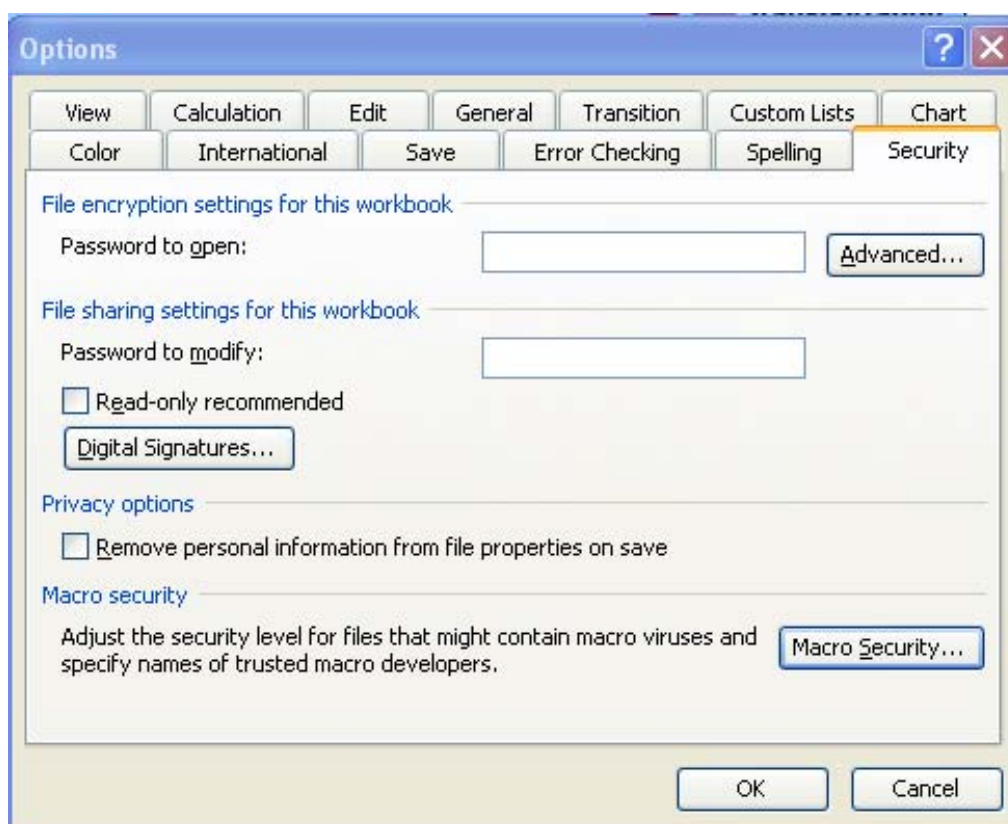 Options
View Calculation Edit General Transition Custom Lists Chart
Color International Save Error Checking Spelling Security
File encryption settings for this workbook
Password to open:
Advanced...
File sharing settings for this workbook
Password to modify:
Read-only recommended
Digital Signatures...
Privacy options
Remove personal information from file properties on save
Macro security
Adjust the security level for files that might contain macro viruses and
specify names of trusted macro developers.
Macro Security...
OK Cancel